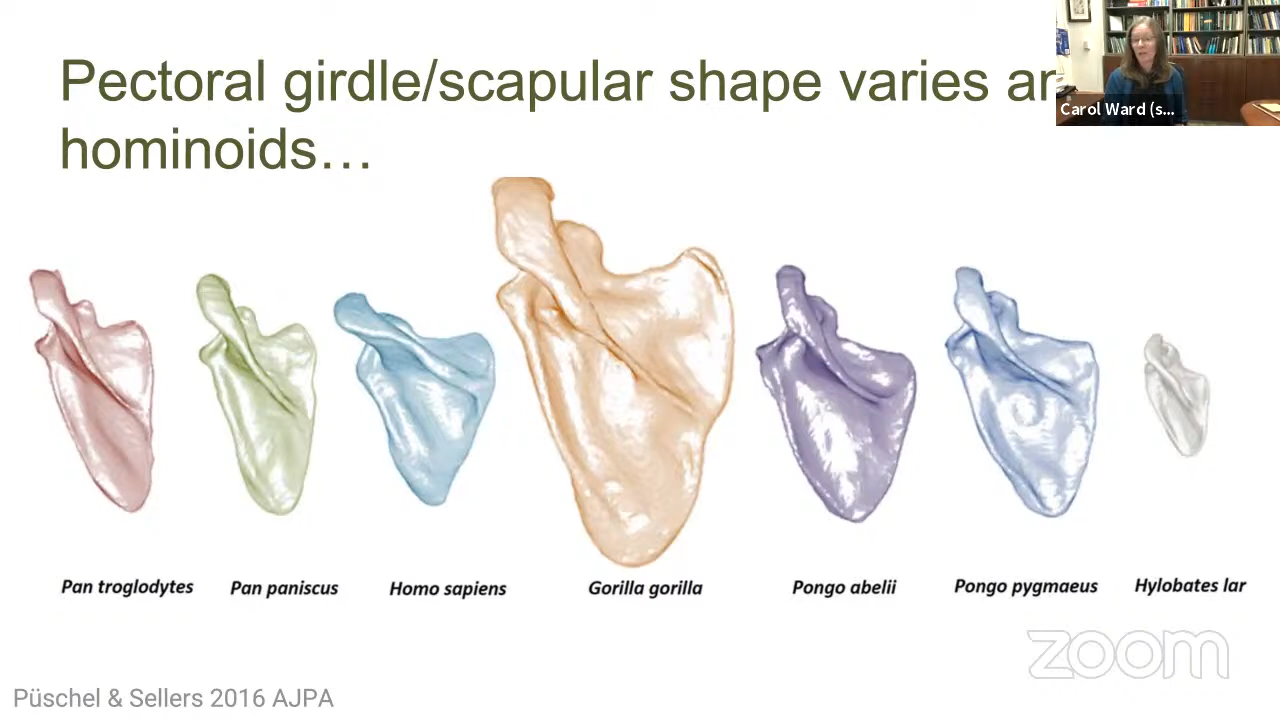 Pectoral girdle/scapular shape varies
hominoids…
Carol Ward (s...
Pan troglodytes
Pan paniscus
Homo sapiens
Gorilla gorilla
Pongo abelii
Pongo pygmaeus
Hylobates lar
zoom
Püschel & Sellers 2016 AJPA